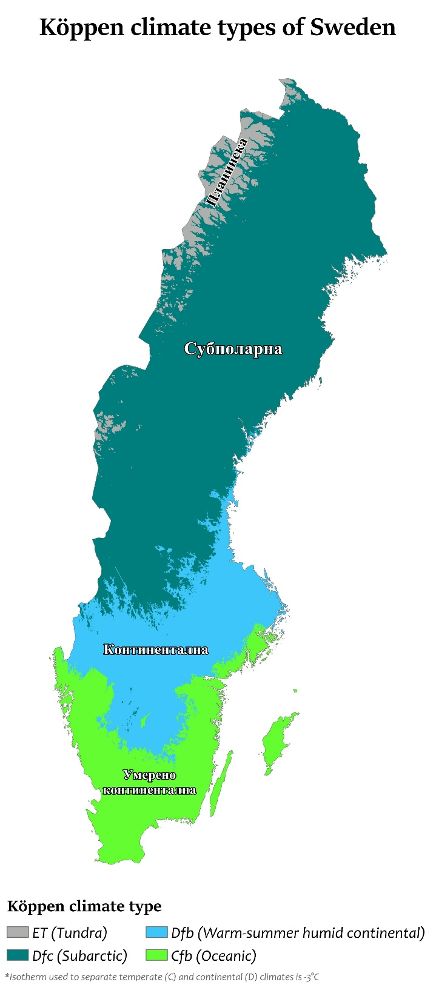 Köppen climate types of Sweden
Планинска
Субполарна
Континентална
Умерено
континентална
Köppen climate type
ET (Tundra)
Dfb (Warm-summer humid continental)
Dfc (Subarctic)
Cfb (Oceanic)
*Isotherm used to separate temperate (C) and continental (D) climates is -3°C